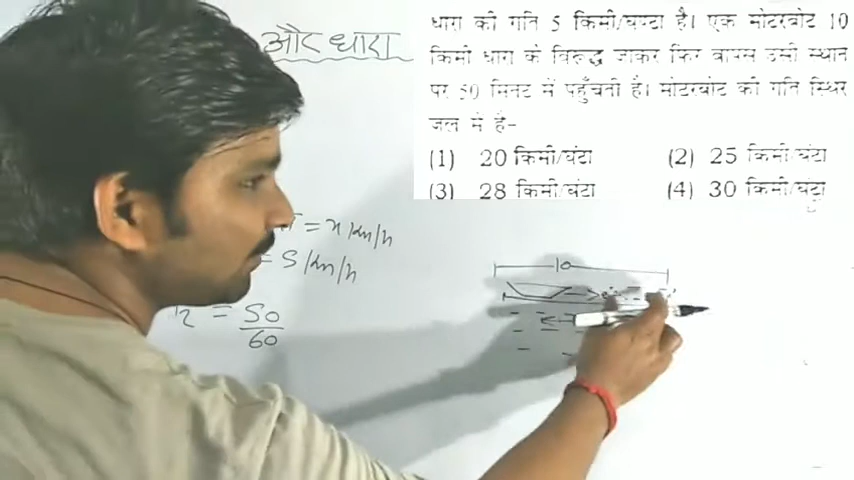 और धारा
धारा की गति 5 किमी/घण्टा है। एक मोटरबोट 10
किमी धारा के विरूद्ध जाकर फिर वापस उसी स्थान
पर 50 मिनट में पहुँचती है। मोटरबोट की गति स्थिर
जल में है-
(1) 20 किमी/घंटा (2) 25 किमी/घंटा
(3) 28 किमी/घंटा (4) 30 किमी/घंटा
= x km/h
= 5 km/h
= 50
60
10